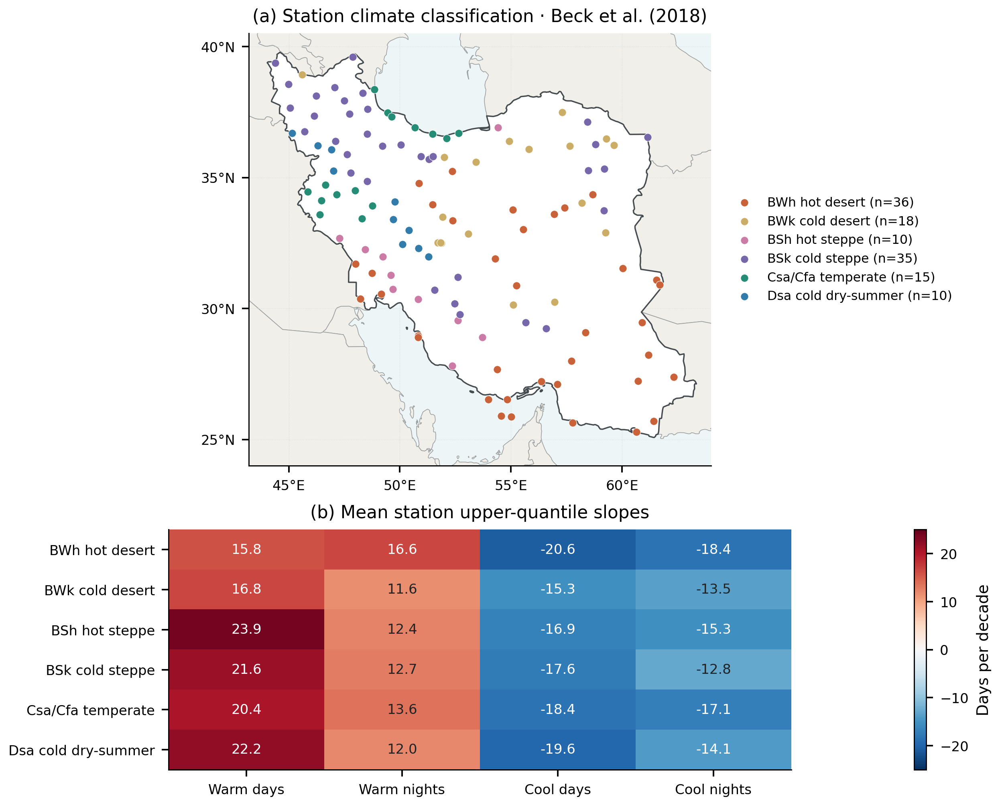 (a) Station climate classification · Beck et al. (2018)
40°N
35°N
30°N
25°N
45°E 50°E 55°E 60°E
BWh hot desert (n=36)
BWk cold desert (n=18)
BSh hot steppe (n=10)
BSk cold steppe (n=35)
Csa/Cfa temperate (n=15)
Dsa cold dry-summer (n=10)
(b) Mean station upper-quantile slopes
BWh hot desert 15.8 16.6 -20.6 -18.4
BWk cold desert 16.8 11.6 -15.3 -13.5
BSh hot steppe 23.9 12.4 -16.9 -15.3
BSk cold steppe 21.6 12.7 -17.6 -12.8
Csa/Cfa temperate 20.4 13.6 -18.4 -17.1
Dsa cold dry-summer 22.2 12.0 -19.6 -14.1
Warm days Warm nights Cool days Cool nights
20
10
0
−10
−20
Days per decade